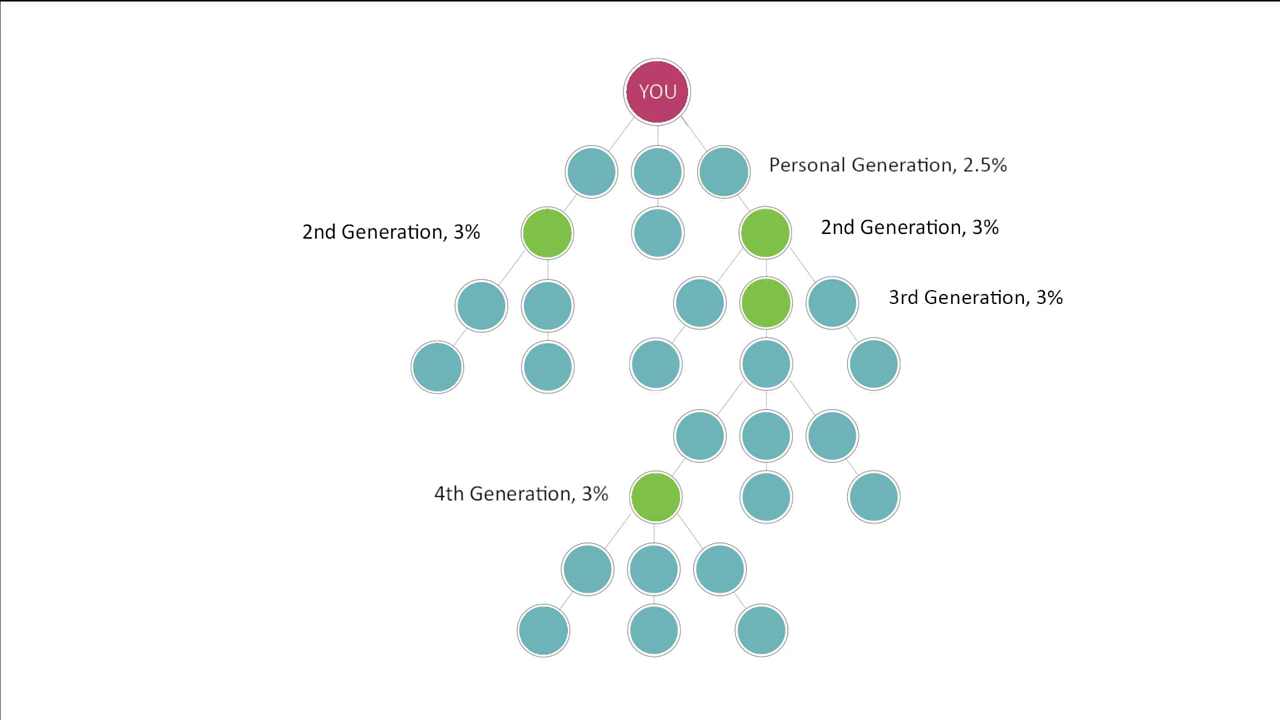 YOU
Personal Generation, 2.5%
2nd Generation, 3%
2nd Generation, 3%
3rd Generation, 3%
4th Generation, 3%